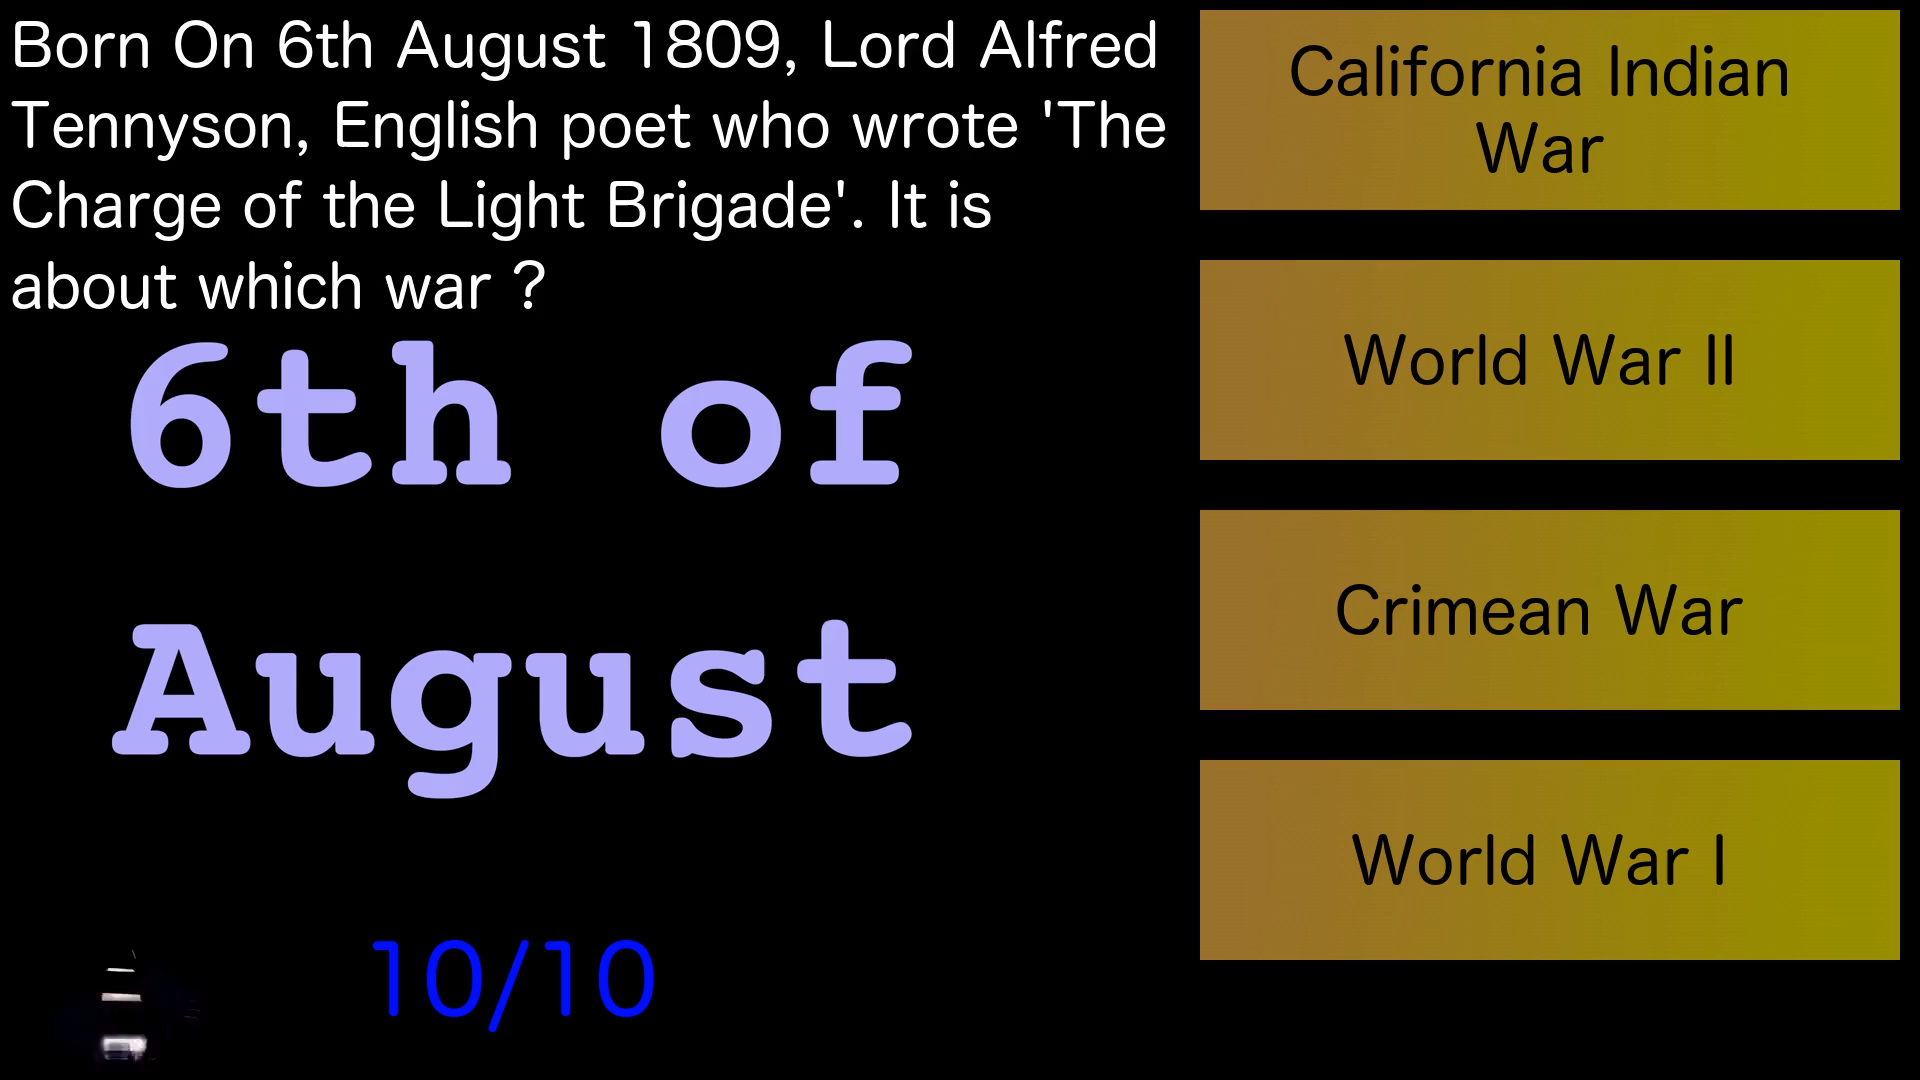 Born On 6th August 1809, Lord Alfred
Tennyson, English poet who wrote 'The
Charge of the Light Brigade'. It is
about which war ?
6th of
August
10/10
California Indian
War
World War II
Crimean War
World War I